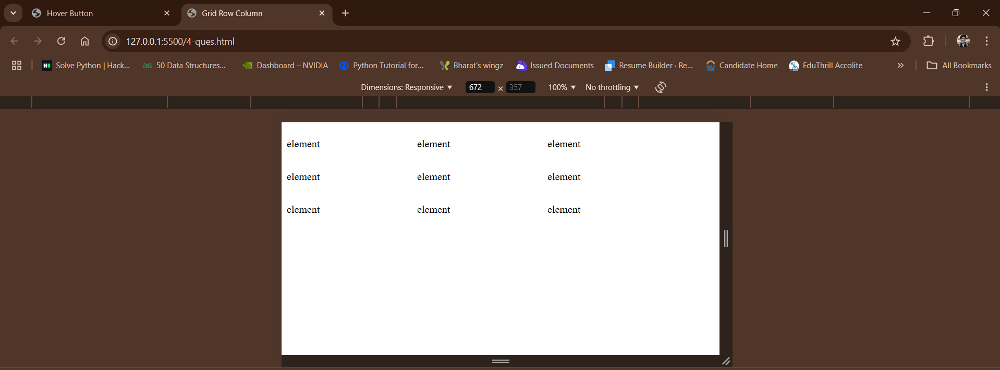 Hover Button
Grid Row Column
127.0.0.1:5500/4-ques.html
Solve Python | Hack...
50 Data Structures...
Dashboard – NVIDIA
Python Tutorial for...
Bharat's wingz
Issued Documents
Resume Builder · Re...
Candidate Home
EduThrill Accolite
All Bookmarks
Dimensions: Responsive 672 × 357 100% No throttling
element element element
element element element
element element element